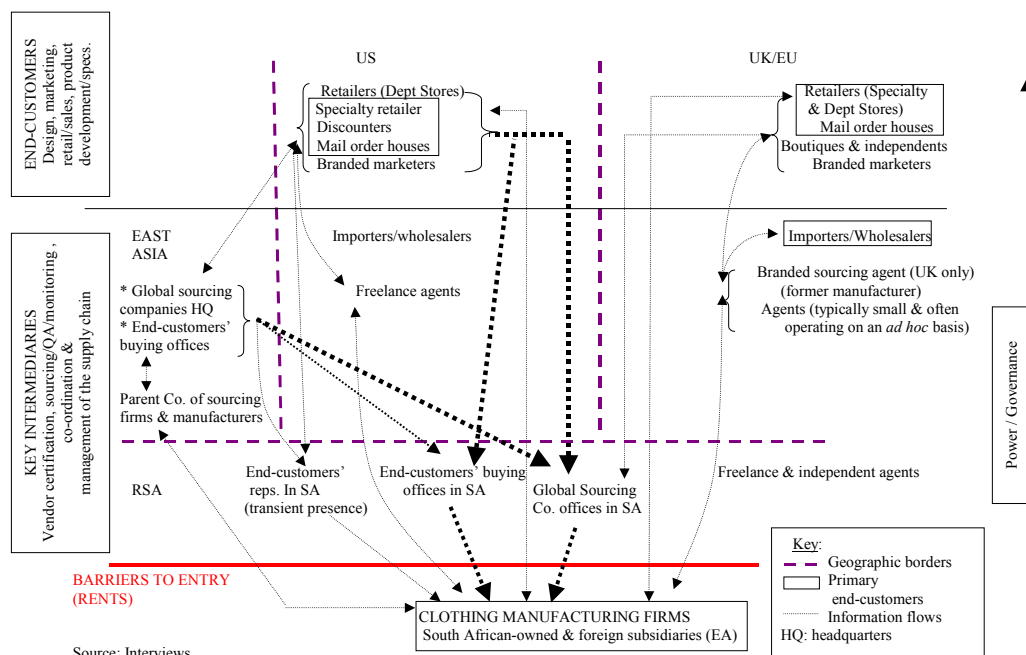 END-CUSTOMERS
Design, marketing,
retail/sales, product
development/specs.
US
UK/EU
Retailers (Dept Stores)
Specialty retailer
Discounters
Mail order houses
Branded marketers
Retailers (Specialty
& Dept Stores)
Mail order houses
Boutiques & independents
Branded marketers
KEY INTERMEDIARIES
Vendor certification, sourcing/QA/monitoring ,
co-ordination &
management of the supply chain
EAST
ASIA
* Global sourcing
companies HQ
* End-customers'
buying offices
Parent Co. of sourcing
firms & manufacturers
Importers/wholesalers
Freelance agents
Importers/Wholesalers
Branded sourcing agent (UK only)
(former manufacturer)
Agents (typically small & often
operating on an ad hoc basis)
Power / Governance
RSA
End-customers'
reps. In SA
(transient presence)
End-customers' buying
offices in SA
Global Sourcing
Co. offices in SA
Freelance & independent agents
BARRIERS TO ENTRY
(RENTS)
CLOTHING MANUFACTURING FIRMS
South African-owned & foreign subsidiaries (EA)
Key:
Geographic borders
Primary
end-customers
Information flows
HQ: headquarters
Source: Interviews